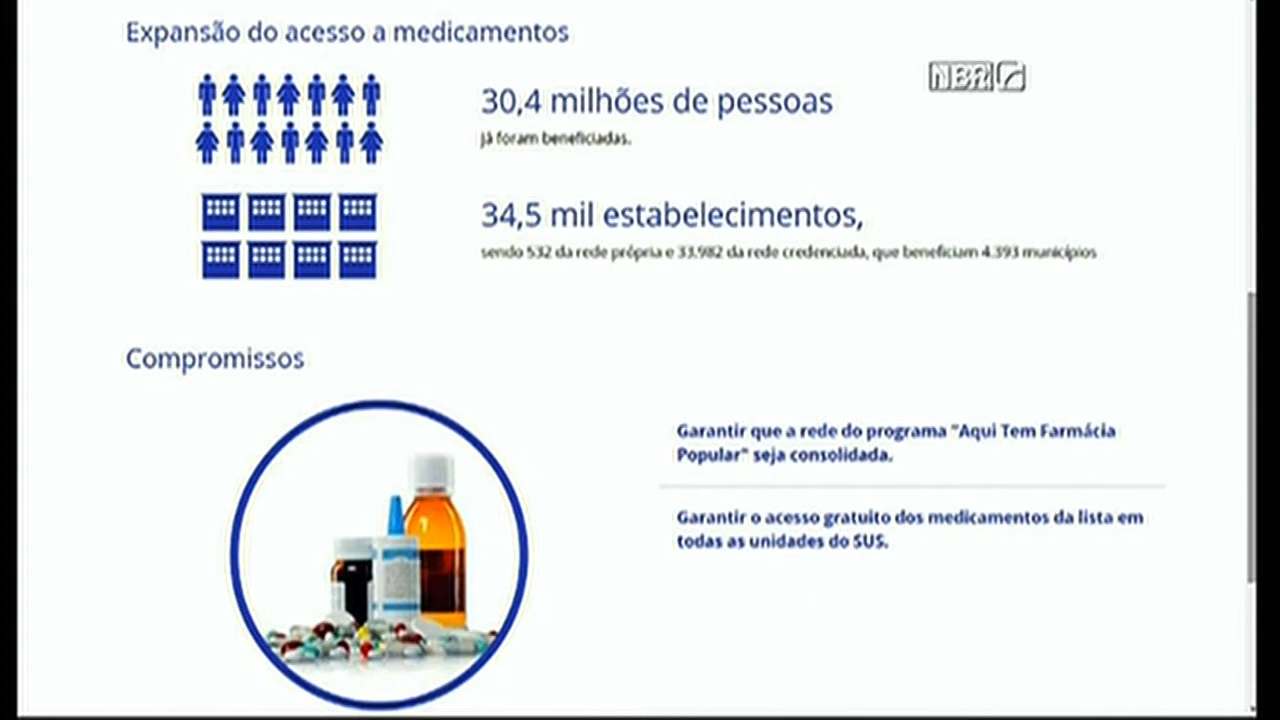 Expansão do acesso a medicamentos
NBR
30,4 milhões de pessoas
Já foram beneficiadas.
34,5 mil estabelecimentos,
sendo 532 da rede própria e 33.982 da rede credenciada, que beneficiam 4.393 municípios
Compromissos
Garantir que a rede do programa "Aqui Tem Farmácia
Popular" seja consolidada.
Garantir o acesso gratuito dos medicamentos da lista em
todas as unidades do SUS.